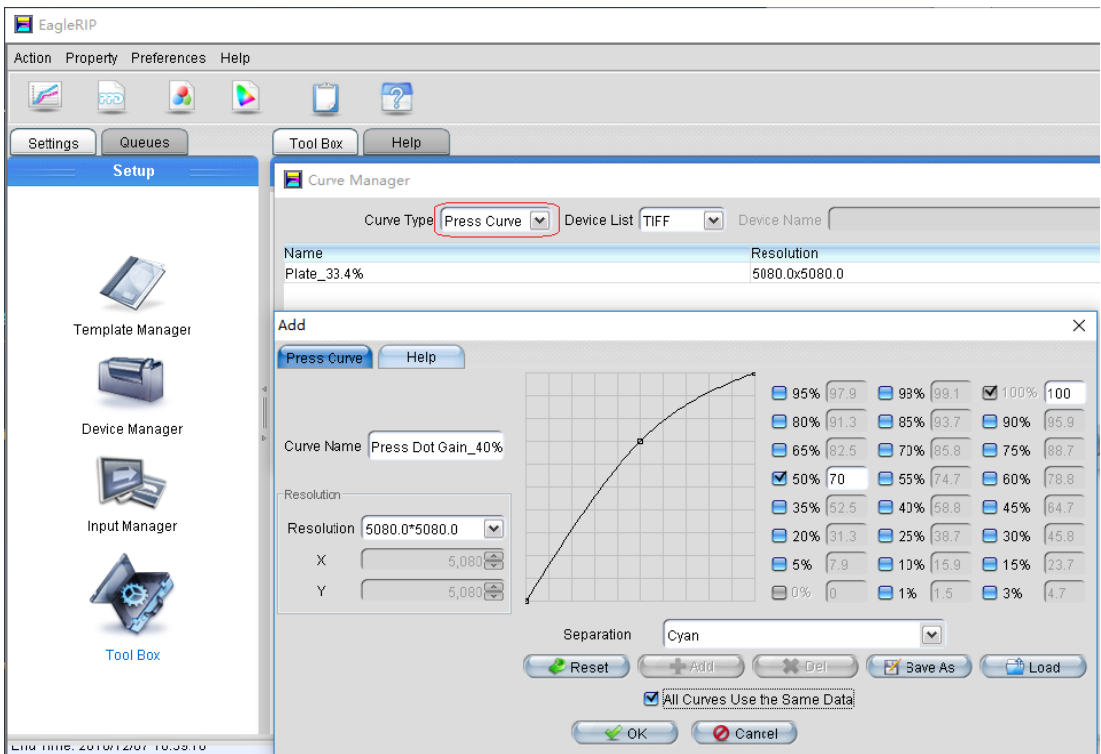 EagleRIP
Action Property Preferences Help
Settings Queues Tool Box Help
Setup
Curve Manager
Curve Type Press Curve Device List TIFF Device Name
Name Resolution
Plate_33.4% 5080.0x5080.0
Template Manager
Device Manager
Input Manager
Tool Box
Add
Press Curve Help
Curve Name Press Dot Gain_40%
Resolution
Resolution 5080.0*5080.0
X 5,080
Y 5,080
95% 97.9 98% 99.1 100% 100
80% 91.3 85% 93.7 90% 95.9
65% 82.5 70% 85.8 75% 88.7
50% 70 55% 74.7 60% 78.8
35% 52.5 40% 58.8 45% 64.7
20% 31.3 25% 38.7 30% 45.8
5% 7.9 10% 15.9 15% 23.7
0% 0 1% 1.5 3% 4.7
Separation Cyan
Reset Add Del Save As Load
All Curves Use the Same Data
OK Cancel